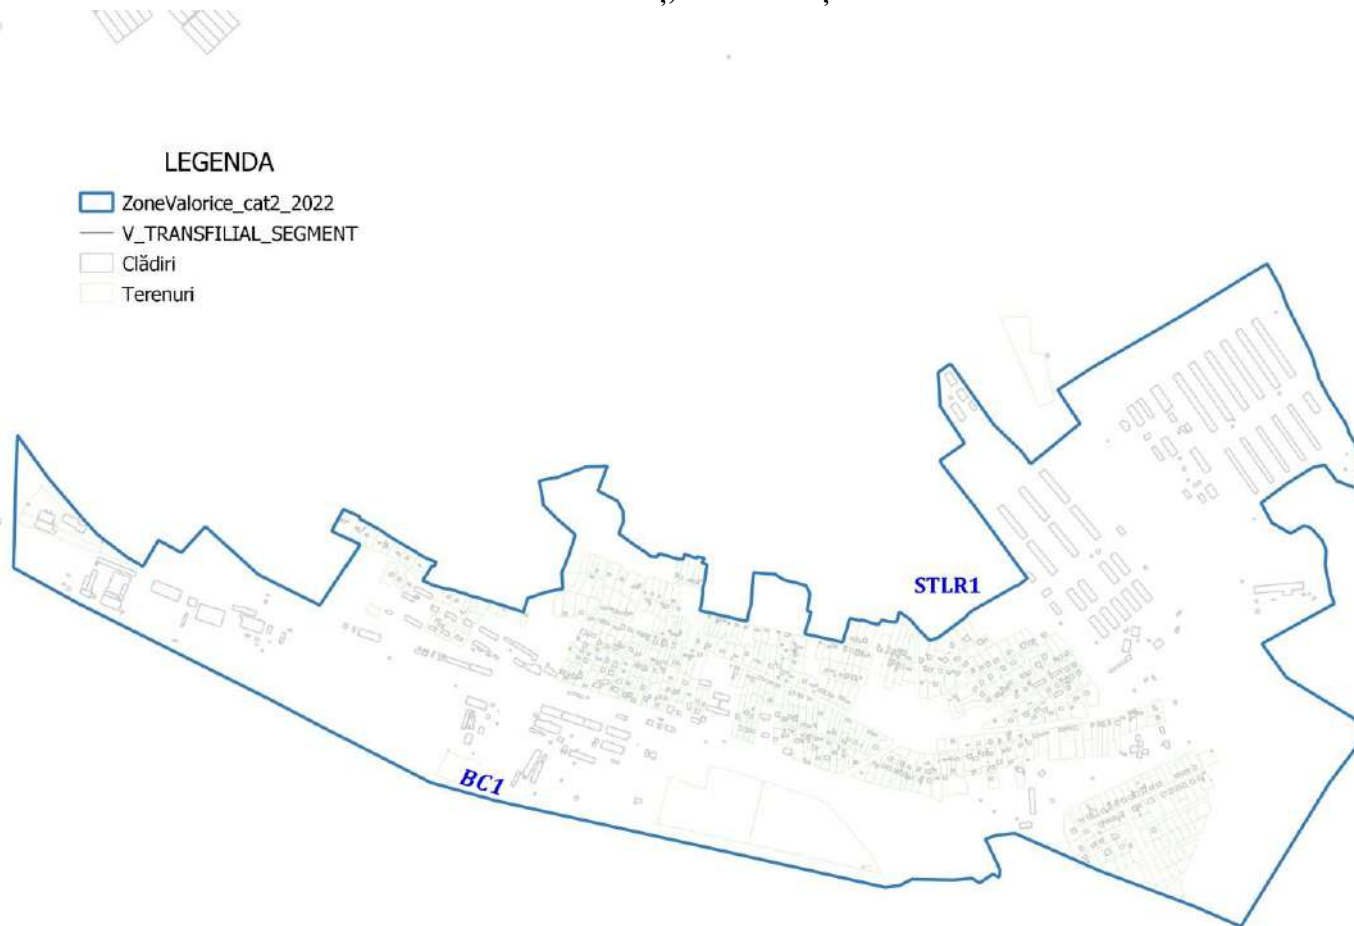 LEGENDA
ZoneValorice_cat2_2022
V_TRANSFILIAL_SEGMENT
Clădiri
Terenuri
STLR1
BC1